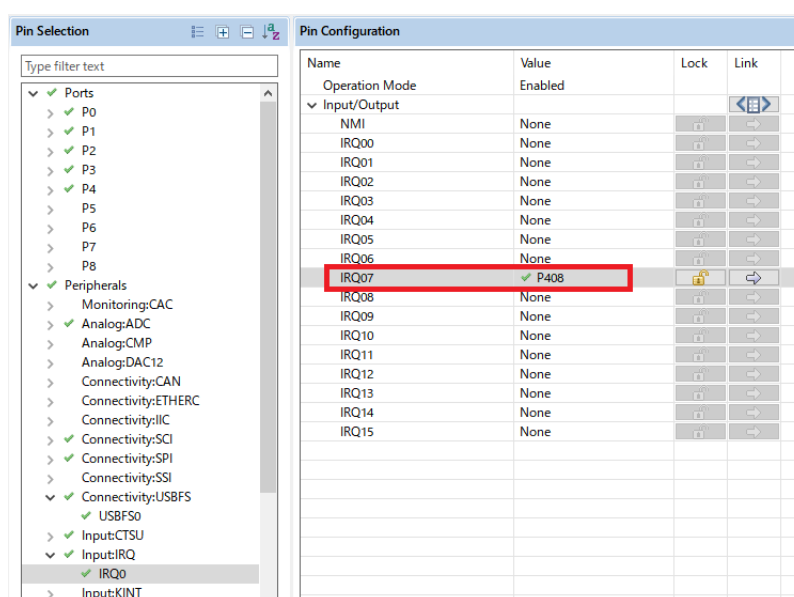 Pin Selection
Type filter text
Ports
P0
P1
P2
P3
P4
P5
P6
P7
P8
Peripherals
Monitoring:CAC
Analog:ADC
Analog:CMP
Analog:DAC12
Connectivity:CAN
Connectivity:ETHERC
Connectivity:IIC
Connectivity:SCI
Connectivity:SPI
Connectivity:SSI
Connectivity:USBFS
USBFS0
Input:CTSU
Input:IRQ
IRQ0
Input:KINT
Pin Configuration
Name Value Lock Link
Operation Mode Enabled
Input/Output
NMI None
IRQ00 None
IRQ01 None
IRQ02 None
IRQ03 None
IRQ04 None
IRQ05 None
IRQ06 None
IRQ07 P408
IRQ08 None
IRQ09 None
IRQ10 None
IRQ11 None
IRQ12 None
IRQ13 None
IRQ14 None
IRQ15 None